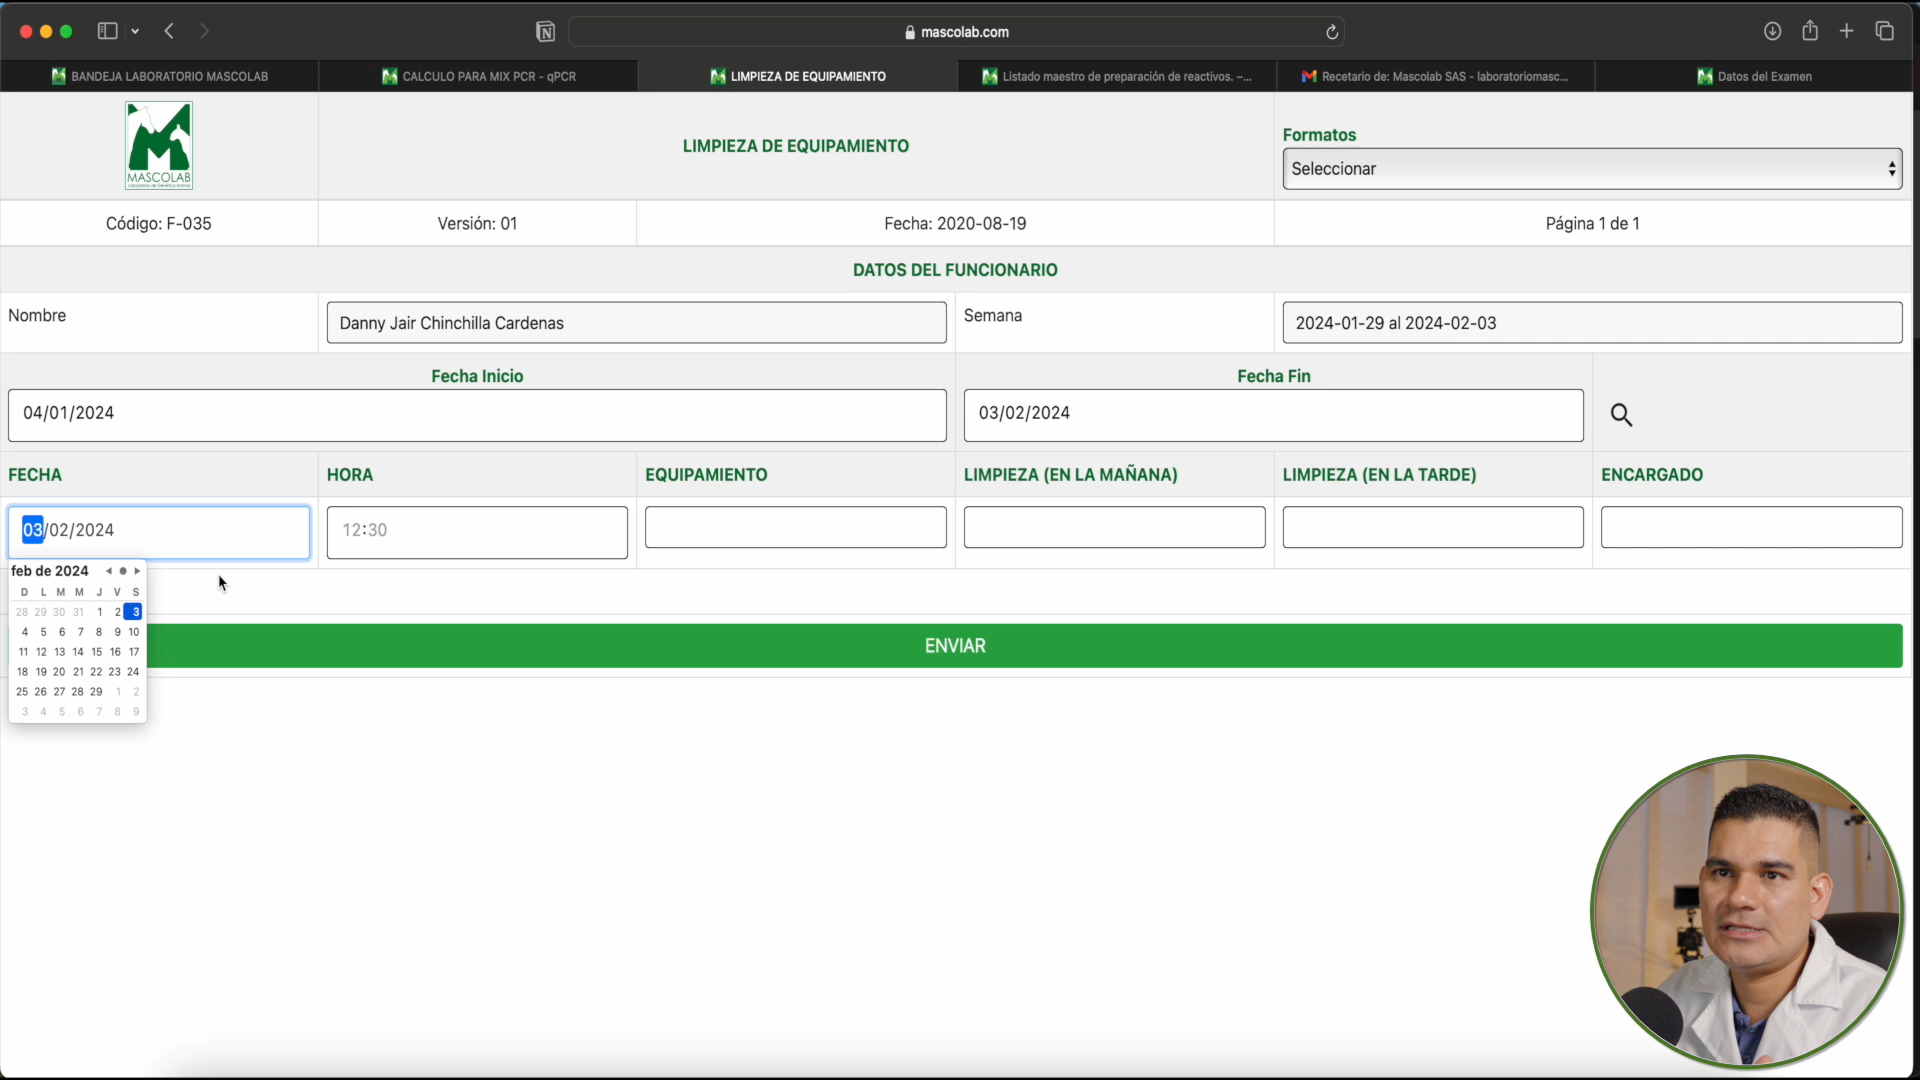 mascolab.com
BANDEJA LABORATORIO MASCOLAB
CALCULO PARA MIX PCR - qPCR
LIMPIEZA DE EQUIPAMIENTO
Listado maestro de preparación de reactivos. –...
Recetario de: Mascolab SAS - laboratoriomasc...
Datos del Examen
MASCOLAB
Laboratorio de Genética Animal
LIMPIEZA DE EQUIPAMIENTO
Formatos
Seleccionar
Código: F-035
Versión: 01
Fecha: 2020-08-19
Página 1 de 1
DATOS DEL FUNCIONARIO
Nombre
Danny Jair Chinchilla Cardenas
Semana
2024-01-29 al 2024-02-03
Fecha Inicio
Fecha Fin
04/01/2024
03/02/2024
FECHA
HORA
EQUIPAMIENTO
LIMPIEZA (EN LA MAÑANA)
LIMPIEZA (EN LA TARDE)
ENCARGADO
03/02/2024
12:30
feb de 2024
D L M M J V S
28 29 30 31 1 2 3
4 5 6 7 8 9 10
11 12 13 14 15 16 17
18 19 20 21 22 23 24
25 26 27 28 29 1 2
3 4 5 6 7 8 9
ENVIAR